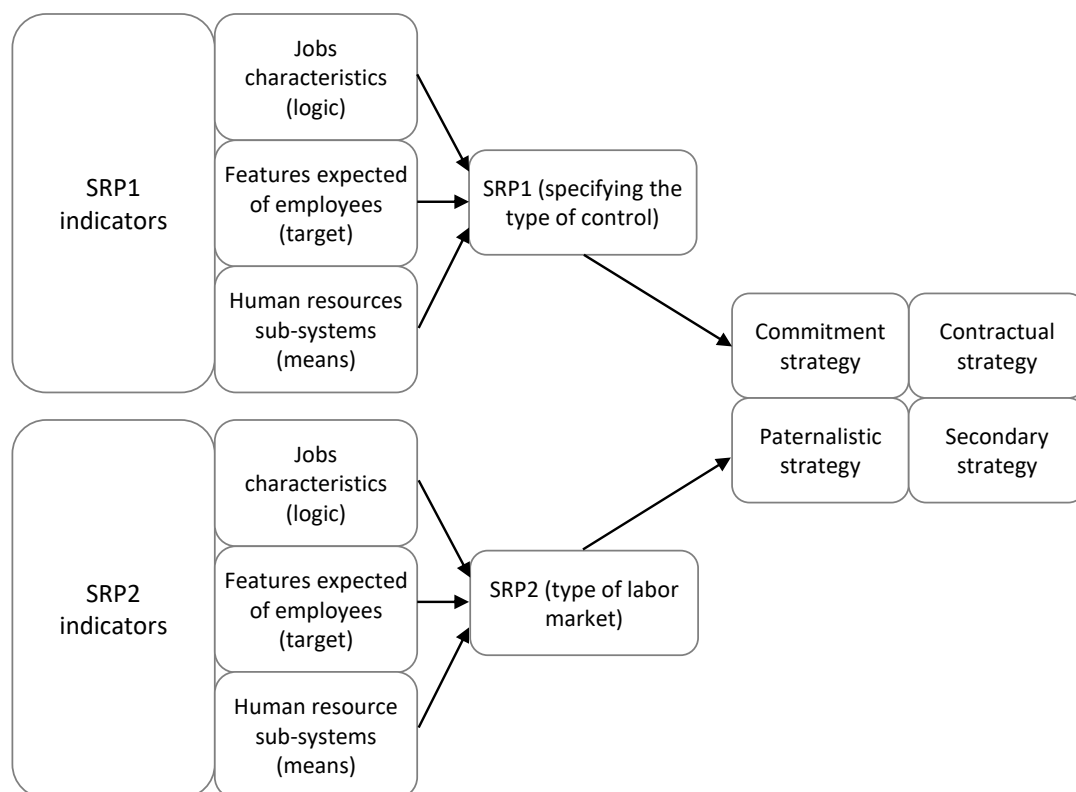 SRP1
indicators
Jobs
characteristics
(logic)
Features expected
of employees
(target)
Human resources
sub-systems
(means)
SRP1 (specifying the
type of control)
SRP2
indicators
Jobs
characteristics
(logic)
Features expected
of employees
(target)
Human resource
sub-systems
(means)
SRP2 (type of labor
market)
Commitment
strategy
Contractual
strategy
Paternalistic
strategy
Secondary
strategy